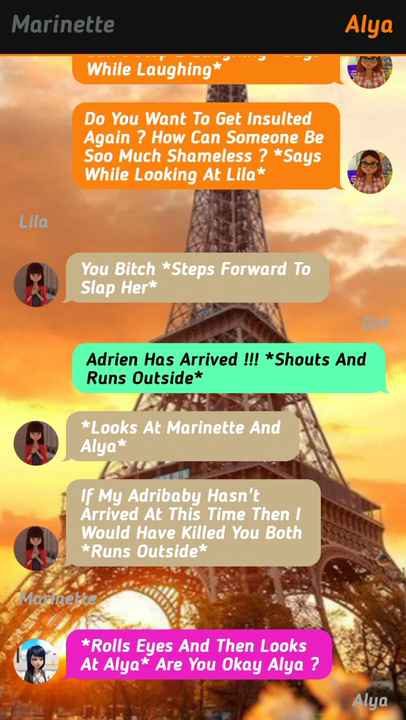 Marinette Alya
While Laughing*
Do You Want To Get Insulted
Again ? How Can Someone Be
Soo Much Shameless ? *Says
While Looking At Lila*
Lila
You Bitch *Steps Forward To
Slap Her*
Girl
Adrien Has Arrived !!! *Shouts And
Runs Outside*
*Looks At Marinette And
Alya*
If My Adribaby Hasn't
Arrived At This Time Then I
Would Have Killed You Both
*Runs Outside*
Marinette
*Rolls Eyes And Then Looks
At Alya* Are You Okay Alya ?
Alya